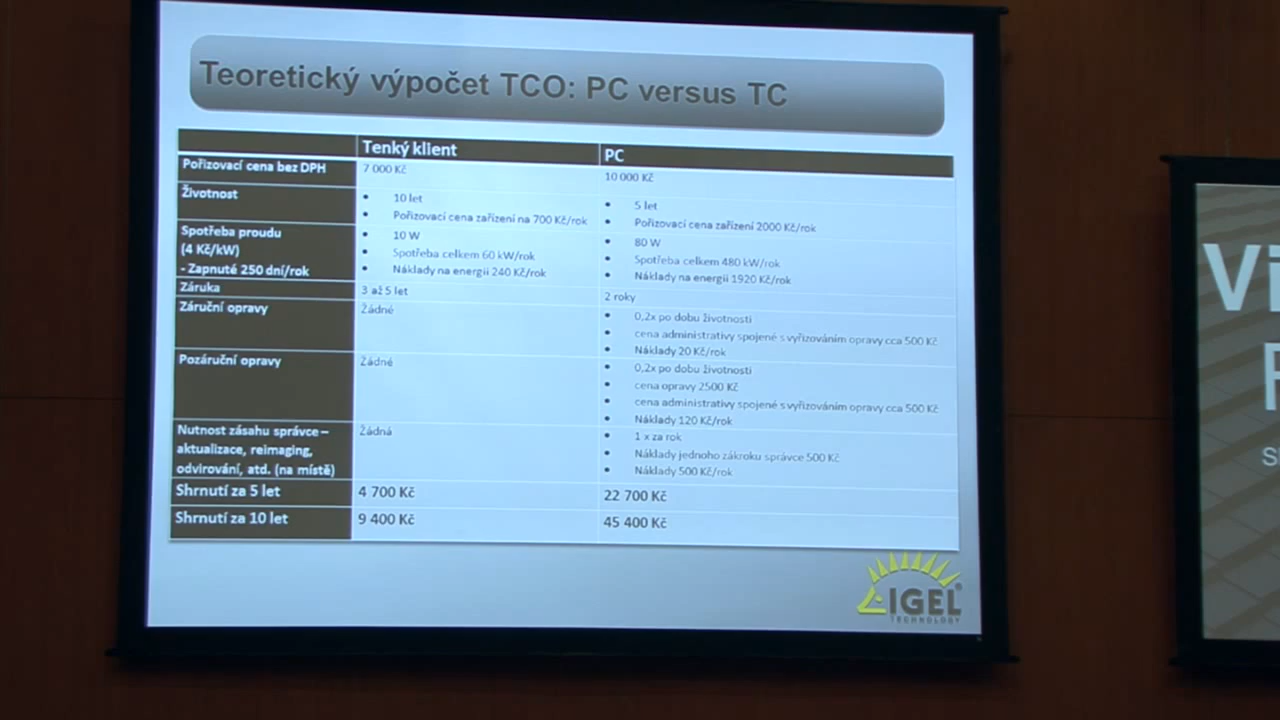 Teoretický výpočet TCO: PC versus TC
Tenký klient
PC
Pořizovací cena bez DPH
7 000 Kč
10 000 Kč
Životnost
10 let
Pořizovací cena zařízení na 700 Kč/rok
5 let
Pořizovací cena zařízení 2000 Kč/rok
Spotřeba proudu
(4 Kč/kW)
- Zapnuté 250 dní/rok
10 W
Spotřeba celkem 60 kW/rok
Náklady na energii 240 Kč/rok
80 W
Spotřeba celkem 480 kW/rok
Náklady na energii 1920 Kč/rok
Záruka
3 až 5 let
2 roky
Záruční opravy
Žádné
0,2x po dobu životnosti
cena administrativy spojené s vyřizováním opravy cca 500 Kč
Náklady 20 Kč/rok
Pozáruční opravy
Žádné
0,2x po dobu životnosti
cena opravy 2500 Kč
cena administrativy spojené s vyřizováním opravy cca 500 Kč
Náklady 120 Kč/rok
Nutnost zásahu správce –
aktualizace, reimaging,
odvirování, atd. (na místě)
Žádná
1 x za rok
Náklady jednoho zákroku správce 500 Kč
Náklady 500 Kč/rok
Shrnutí za 5 let
4 700 Kč
22 700 Kč
Shrnutí za 10 let
9 400 Kč
45 400 Kč
IGEL
TECHNOLOGY
Vi